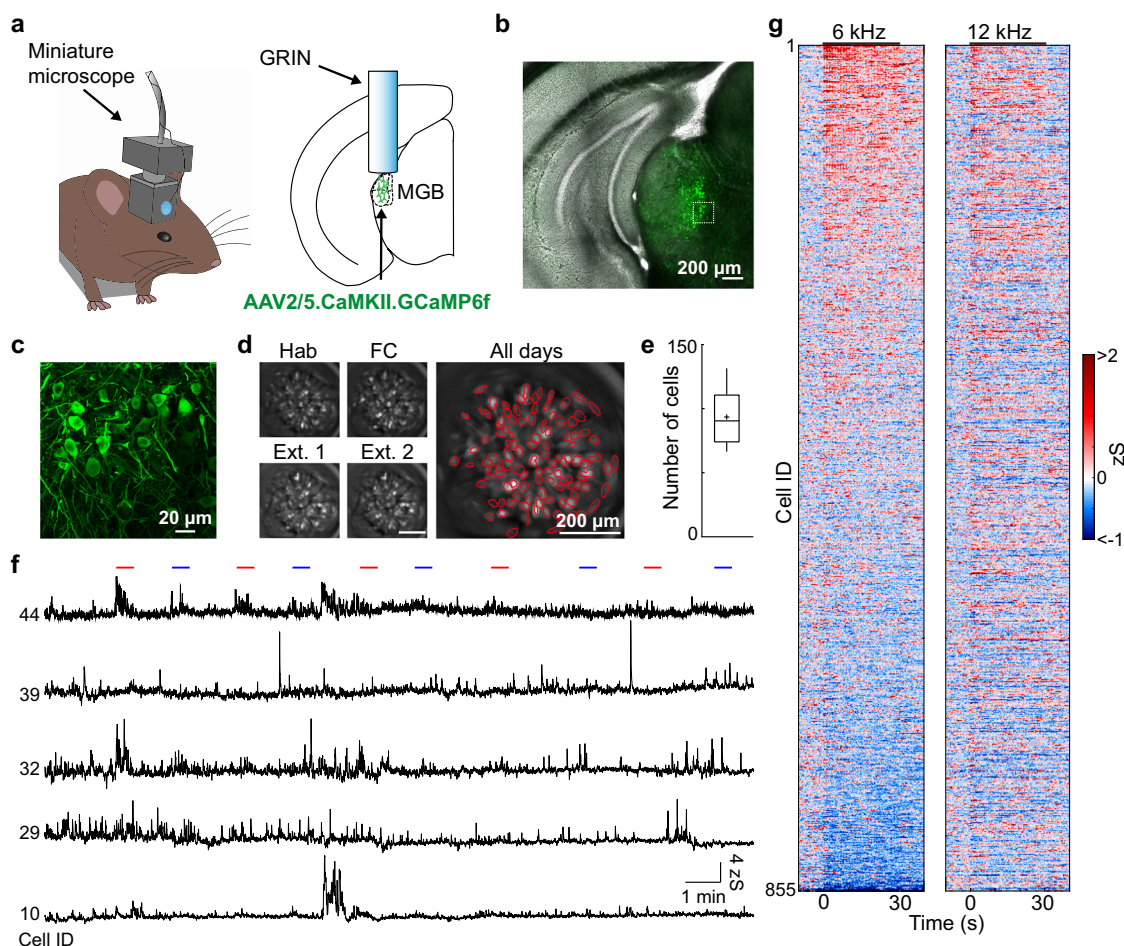 a
Miniature
microscope
GRIN
MGB
AAV2/5.CaMKII.GCaMP6f
b
200 µm
c
20 µm
d
Hab
FC
All days
Ext. 1
Ext. 2
200 µm
e
150
Number of cells
0
f
44
39
32
29
10
Cell ID
4 zS
1 min
g
6 kHz
12 kHz
1
Cell ID
855
0
30
0
30
Time (s)
>2
0
zS
<-1